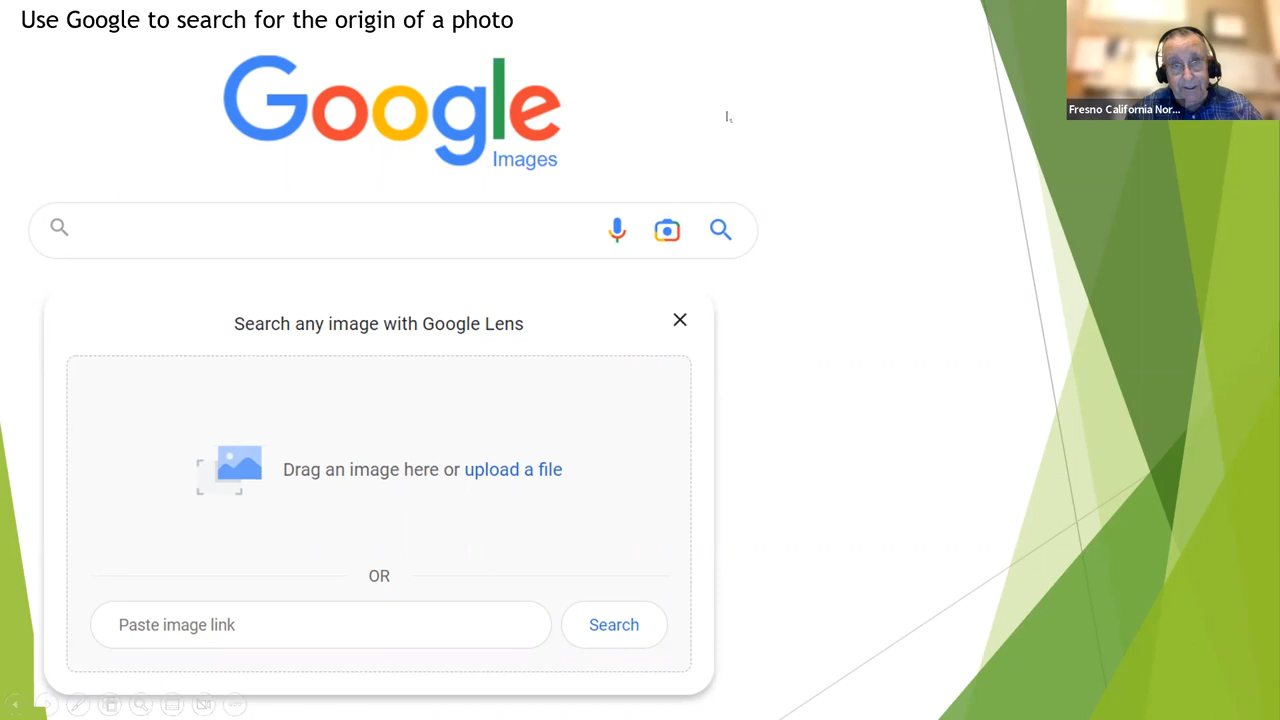 Use Google to search for the origin of a photo
Google
Images
Fresno California Nor...
Search any image with Google Lens
Drag an image here or upload a file
OR
Paste image link
Search